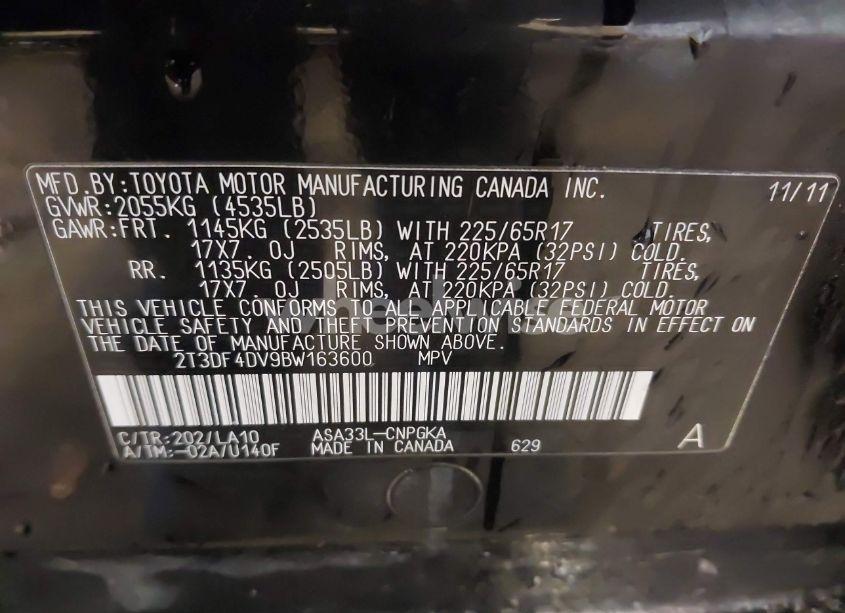 MFD. BY: TOYOTA MOTOR MANUFACTURING CANADA INC. 11/11
GVWR: 2055KG (4535LB)
GAWR: FRT. 1145KG (2535LB) WITH 225/65R17 TIRES,
17X7. 0J RIMS, AT 220KPA (32PSI) COLD.
RR. 1135KG (2505LB) WITH 225/65R17 TIRES,
17X7. 0J RIMS, AT 220KPA (32PSI) COLD.
THIS VEHICLE CONFORMS TO ALL APPLICABLE FEDERAL MOTOR
VEHICLE SAFETY AND THEFT PREVENTION STANDARDS IN EFFECT ON
THE DATE OF MANUFACTURE SHOWN ABOVE.
2T3DF4DV9BW163600 MPV
C/TR: 202/LA10 ASA33L-CNPGKA
A/TM: -02A/U140F MADE IN CANADA 629 A